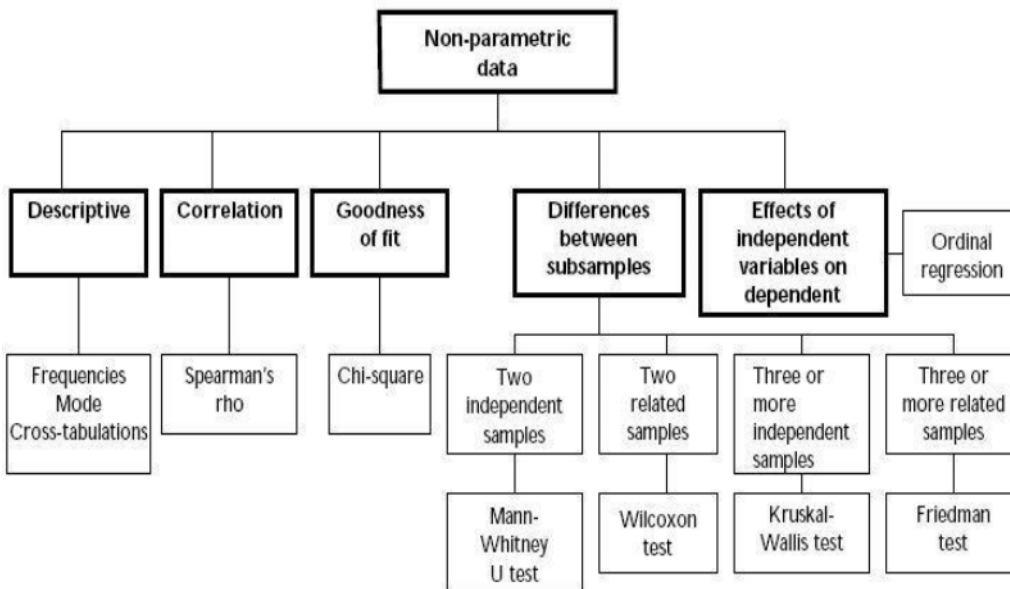 Non-parametric
data
Descriptive
Correlation
Goodness
of fit
Differences
between
subsamples
Effects of
independent
variables on
dependent
Ordinal
regression
Frequencies
Mode
Cross-tabulations
Spearman's
rho
Chi-square
Two
independent
samples
Two
related
samples
Three or
more
independent
samples
Three or
more related
samples
Mann-
Whitney
U test
Wilcoxon
test
Kruskal-
Wallis test
Friedman
test